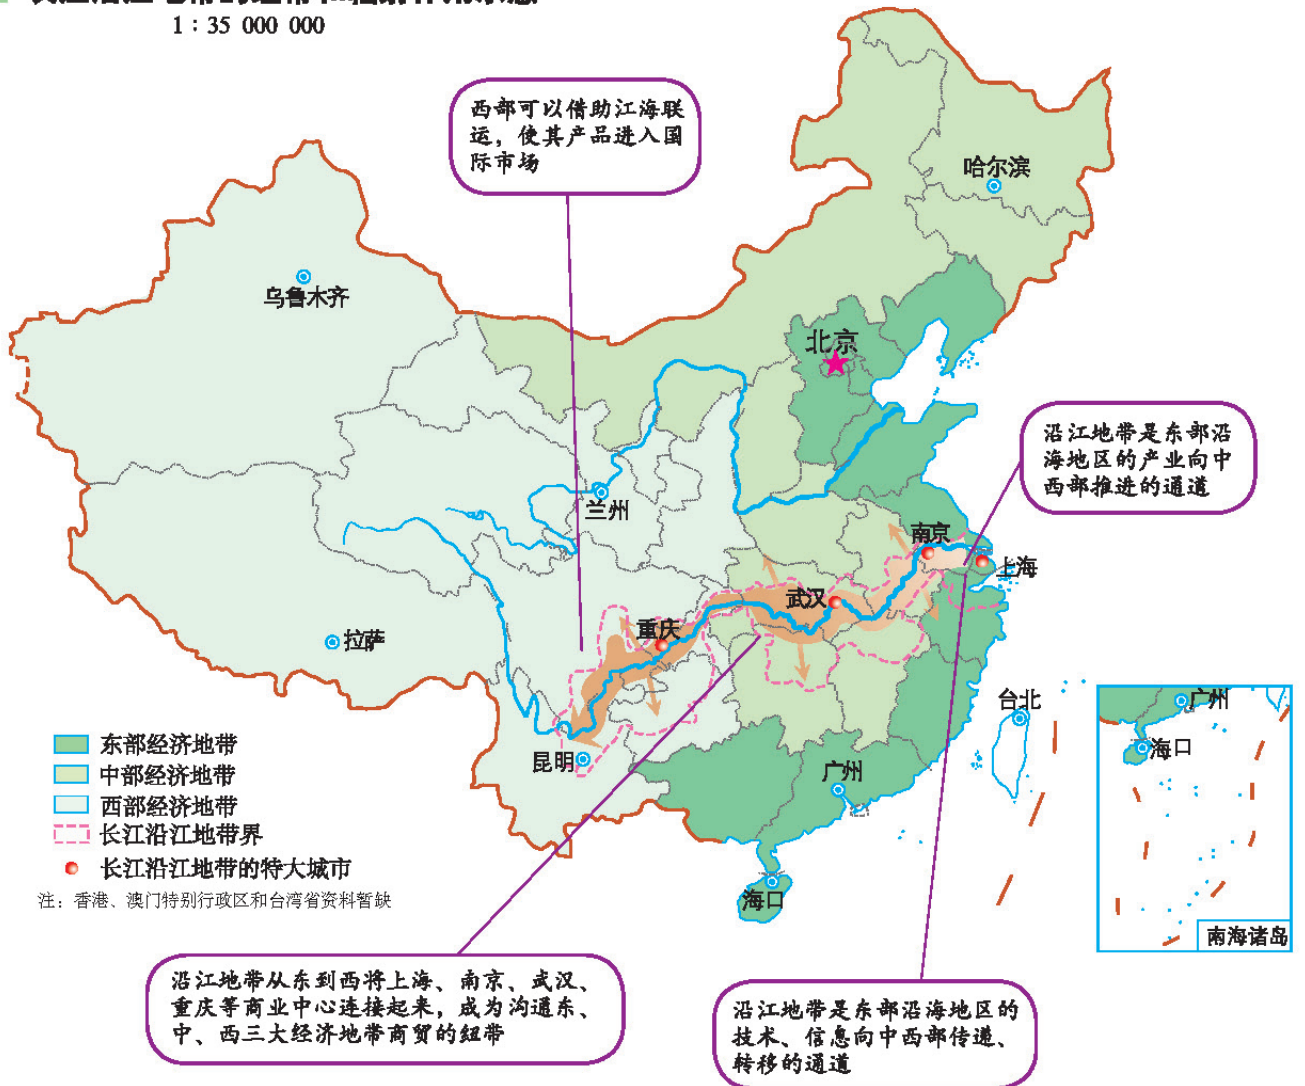 1：35 000 000
西部可以借助江海联
运，使其产品进入国
际市场
哈尔滨
乌鲁木齐
北京
沿江地带是东部沿
海地区的产业向中
西部推进的通道
兰州
南京
上海
武汉
重庆
拉萨
台北
广州
昆明
广州
海口
海口
南海诸岛
东部经济地带
中部经济地带
西部经济地带
长江沿江地带界
长江沿江地带的特大城市
注：香港、澳门特别行政区和台湾省资料暂缺
沿江地带从东到西将上海、南京、武汉、
重庆等商业中心连接起来，成为沟通东、
中、西三大经济地带商贸的纽带
沿江地带是东部沿海地区的
技术、信息向中西部传递、
转移的通道